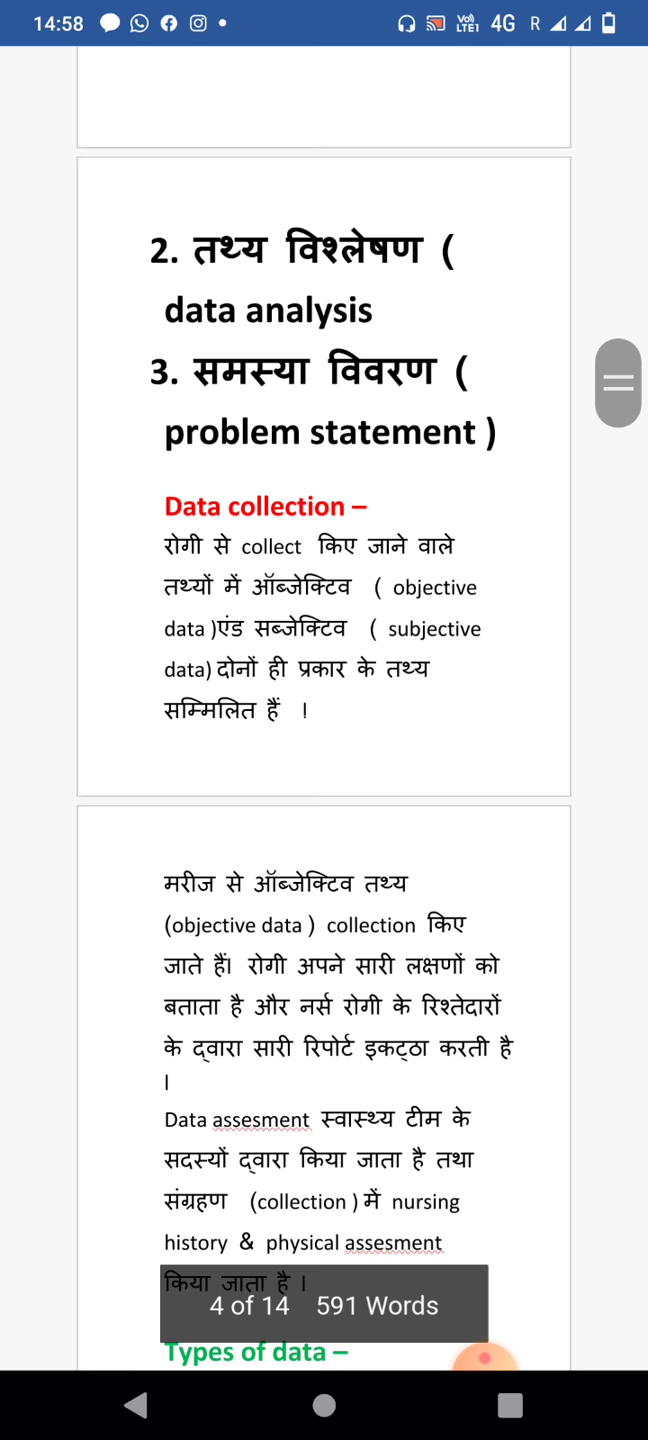 14:58
VoLTE1 4G R
2. तथ्य विश्लेषण (
data analysis
3. समस्या विवरण (
problem statement )
Data collection –
रोगी से collect किए जाने वाले
तथ्यों में ऑब्जेक्टिव ( objective
data )एंड सब्जेक्टिव ( subjective
data) दोनों ही प्रकार के तथ्य
सम्मिलित हैं !
मरीज से ऑब्जेक्टिव तथ्य
(objective data ) collection किए
जाते हैं। रोगी अपने सारी लक्षणों को
बताता है और नर्स रोगी के रिश्तेदारों
के द्वारा सारी रिपोर्ट इकट्ठा करती है
l
Data assesment स्वास्थ्य टीम के
सदस्यों द्वारा किया जाता है तथा
संग्रहण (collection ) में nursing
history & physical assesment
किया जाता है ।
4 of 14 591 Words
Types of data –